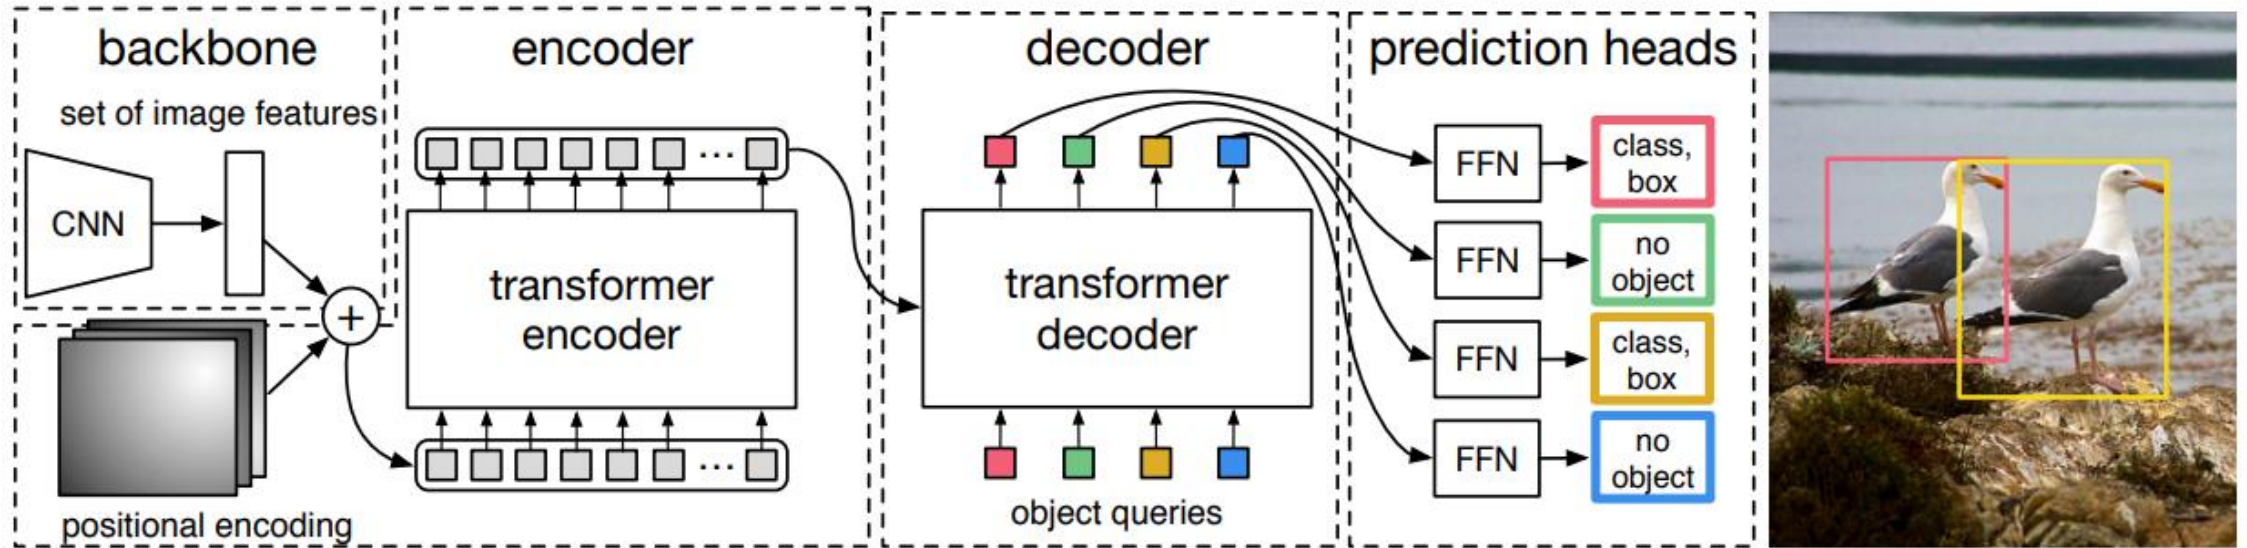 backbone
set of image features
CNN
+
positional encoding
encoder
...
transformer
encoder
...
decoder
transformer
decoder
object queries
prediction heads
FFN
class,
box
FFN
no
object
FFN
class,
box
FFN
no
object